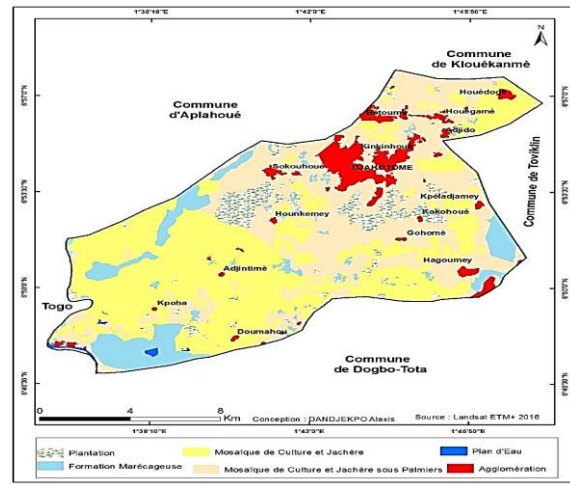 1°38'10"E 1°42'0"E 1°45'50"E
N
Commune
de Klouékanmè
Commune
d'Aplahoué
Houédogli
Bétoumè
Houégamè
Adjido
Kinkinhoué
DJAKOTOME
Sokouhoué
Commune de Toviklin
Kpéladjamey
Hounkemey
Kokohoué
Gohomè
Hagoumey
Adjintimè
Togo
Kpoha
Doumahou
Commune
de Dogbo-Tota
0 4 8
Km
Conception : DANDJEKPO Alexis
Source : Landsat ETM+ 2016
Plantation
Mosaïque de Culture et Jachère
Plan d'Eau
Formation Marécageuse
Mosaïque de Culture et Jachère sous Palmiers
Agglomération
1°38'10"E 1°42'0"E 1°45'50"E